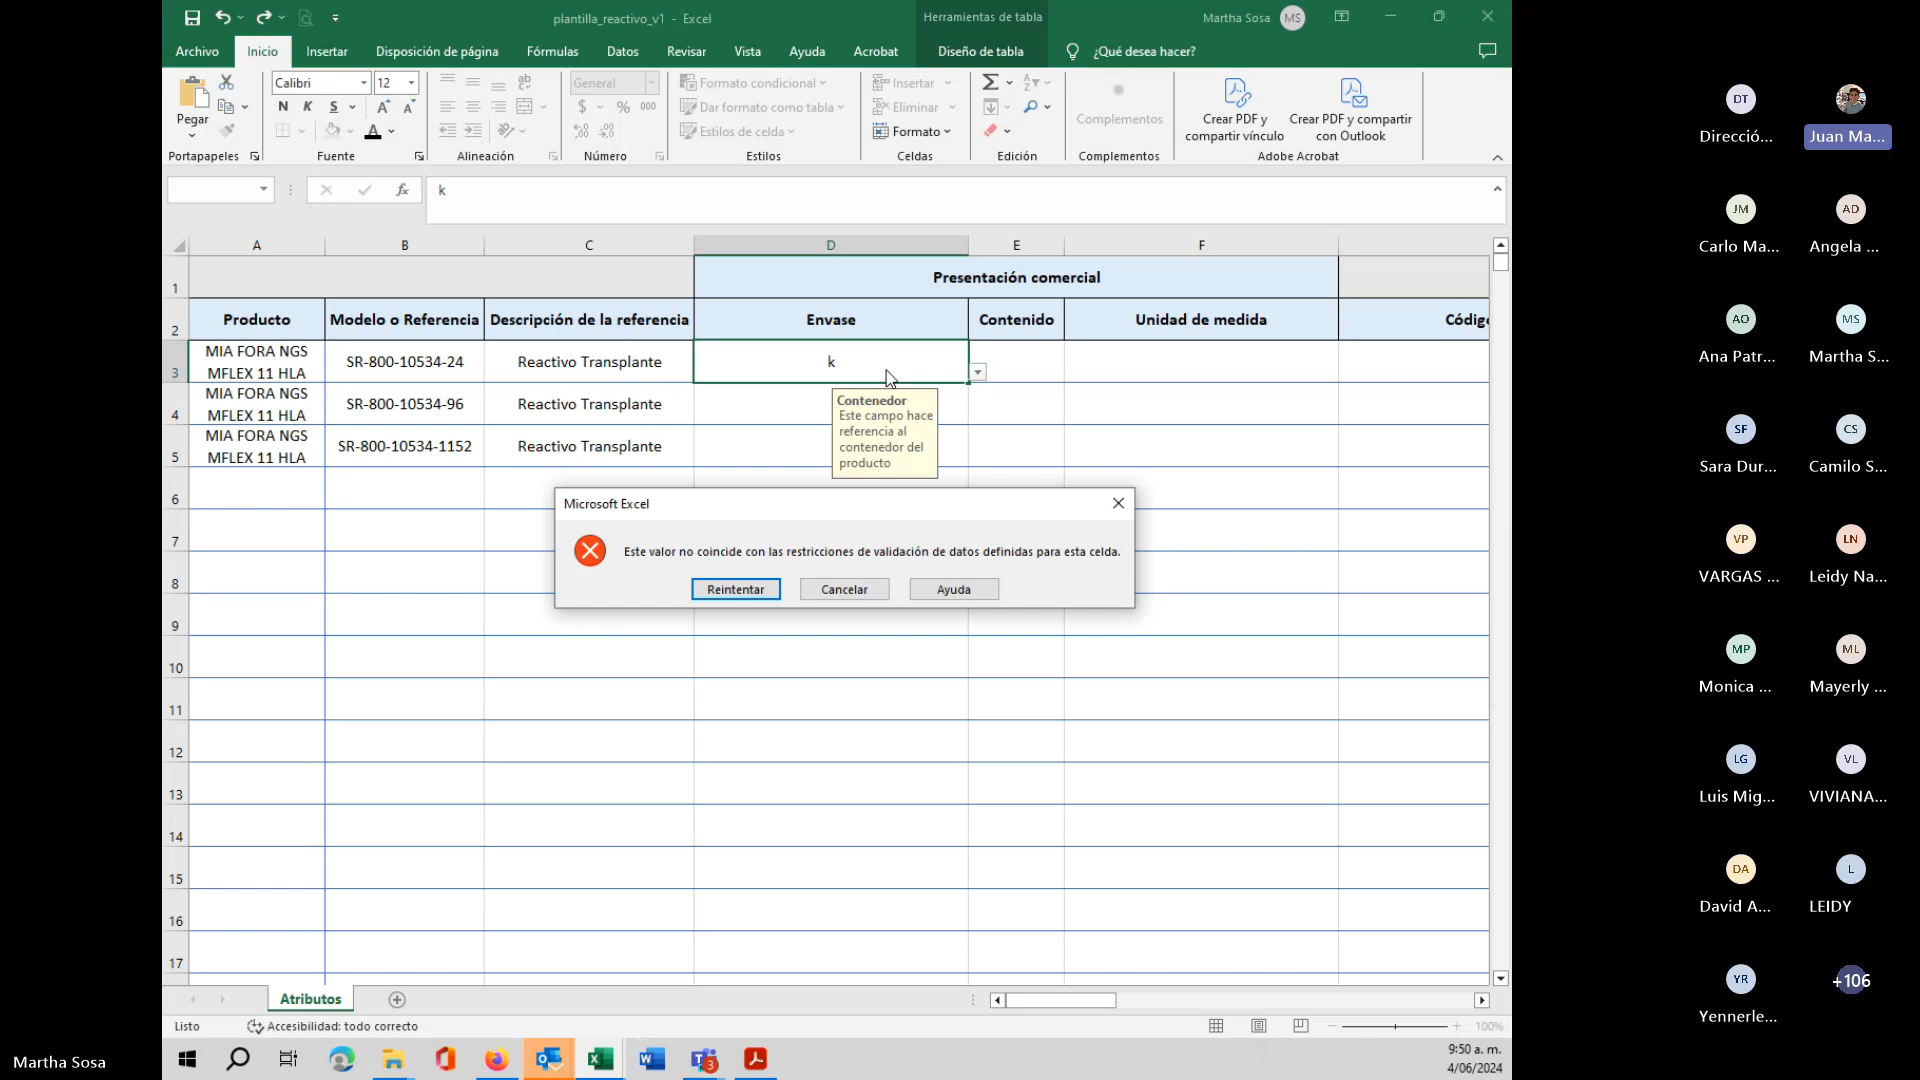 plantilla_reactivo_v1 - Excel
Herramientas de tabla
Martha Sosa MS
Archivo Inicio Insertar Disposición de página Fórmulas Datos Revisar Vista Ayuda Acrobat Diseño de tabla ¿Qué desea hacer?
Pegar
Calibri 12
General
N K S
$ % 000
Formato condicional
Dar formato como tabla
Estilos de celda
Insertar
Eliminar
Formato
Complementos
Crear PDF y compartir vínculo
Crear PDF y compartir con Outlook
Portapapeles Fuente Alineación Número Estilos Celdas Edición Complementos Adobe Acrobat
fx k
A B C D E F
1 Presentación comercial
2 Producto Modelo o Referencia Descripción de la referencia Envase Contenido Unidad de medida Código
3 MIA FORA NGS MFLEX 11 HLA SR-800-10534-24 Reactivo Transplante k
4 MIA FORA NGS MFLEX 11 HLA SR-800-10534-96 Reactivo Transplante
5 MIA FORA NGS MFLEX 11 HLA SR-800-10534-1152 Reactivo Transplante
Contenedor
Este campo hace
referencia al
contenedor del
producto
6
7
8
9
10
11
12
13
14
15
16
17
Microsoft Excel
Este valor no coincide con las restricciones de validación de datos definidas para esta celda.
Reintentar Cancelar Ayuda
Atributos
Listo Accesibilidad: todo correcto 100%
9:50 a. m.
4/06/2024
Martha Sosa
DT
Direcció... Juan Ma...
JM AD
Carlo Ma... Angela ...
AO MS
Ana Patr... Martha S...
SF CS
Sara Dur... Camilo S...
VP LN
VARGAS ... Leidy Na...
MP ML
Monica ... Mayerly ...
LG VL
Luis Mig... VIVIANA...
DA L
David A... LEIDY
YR +106
Yennerle...